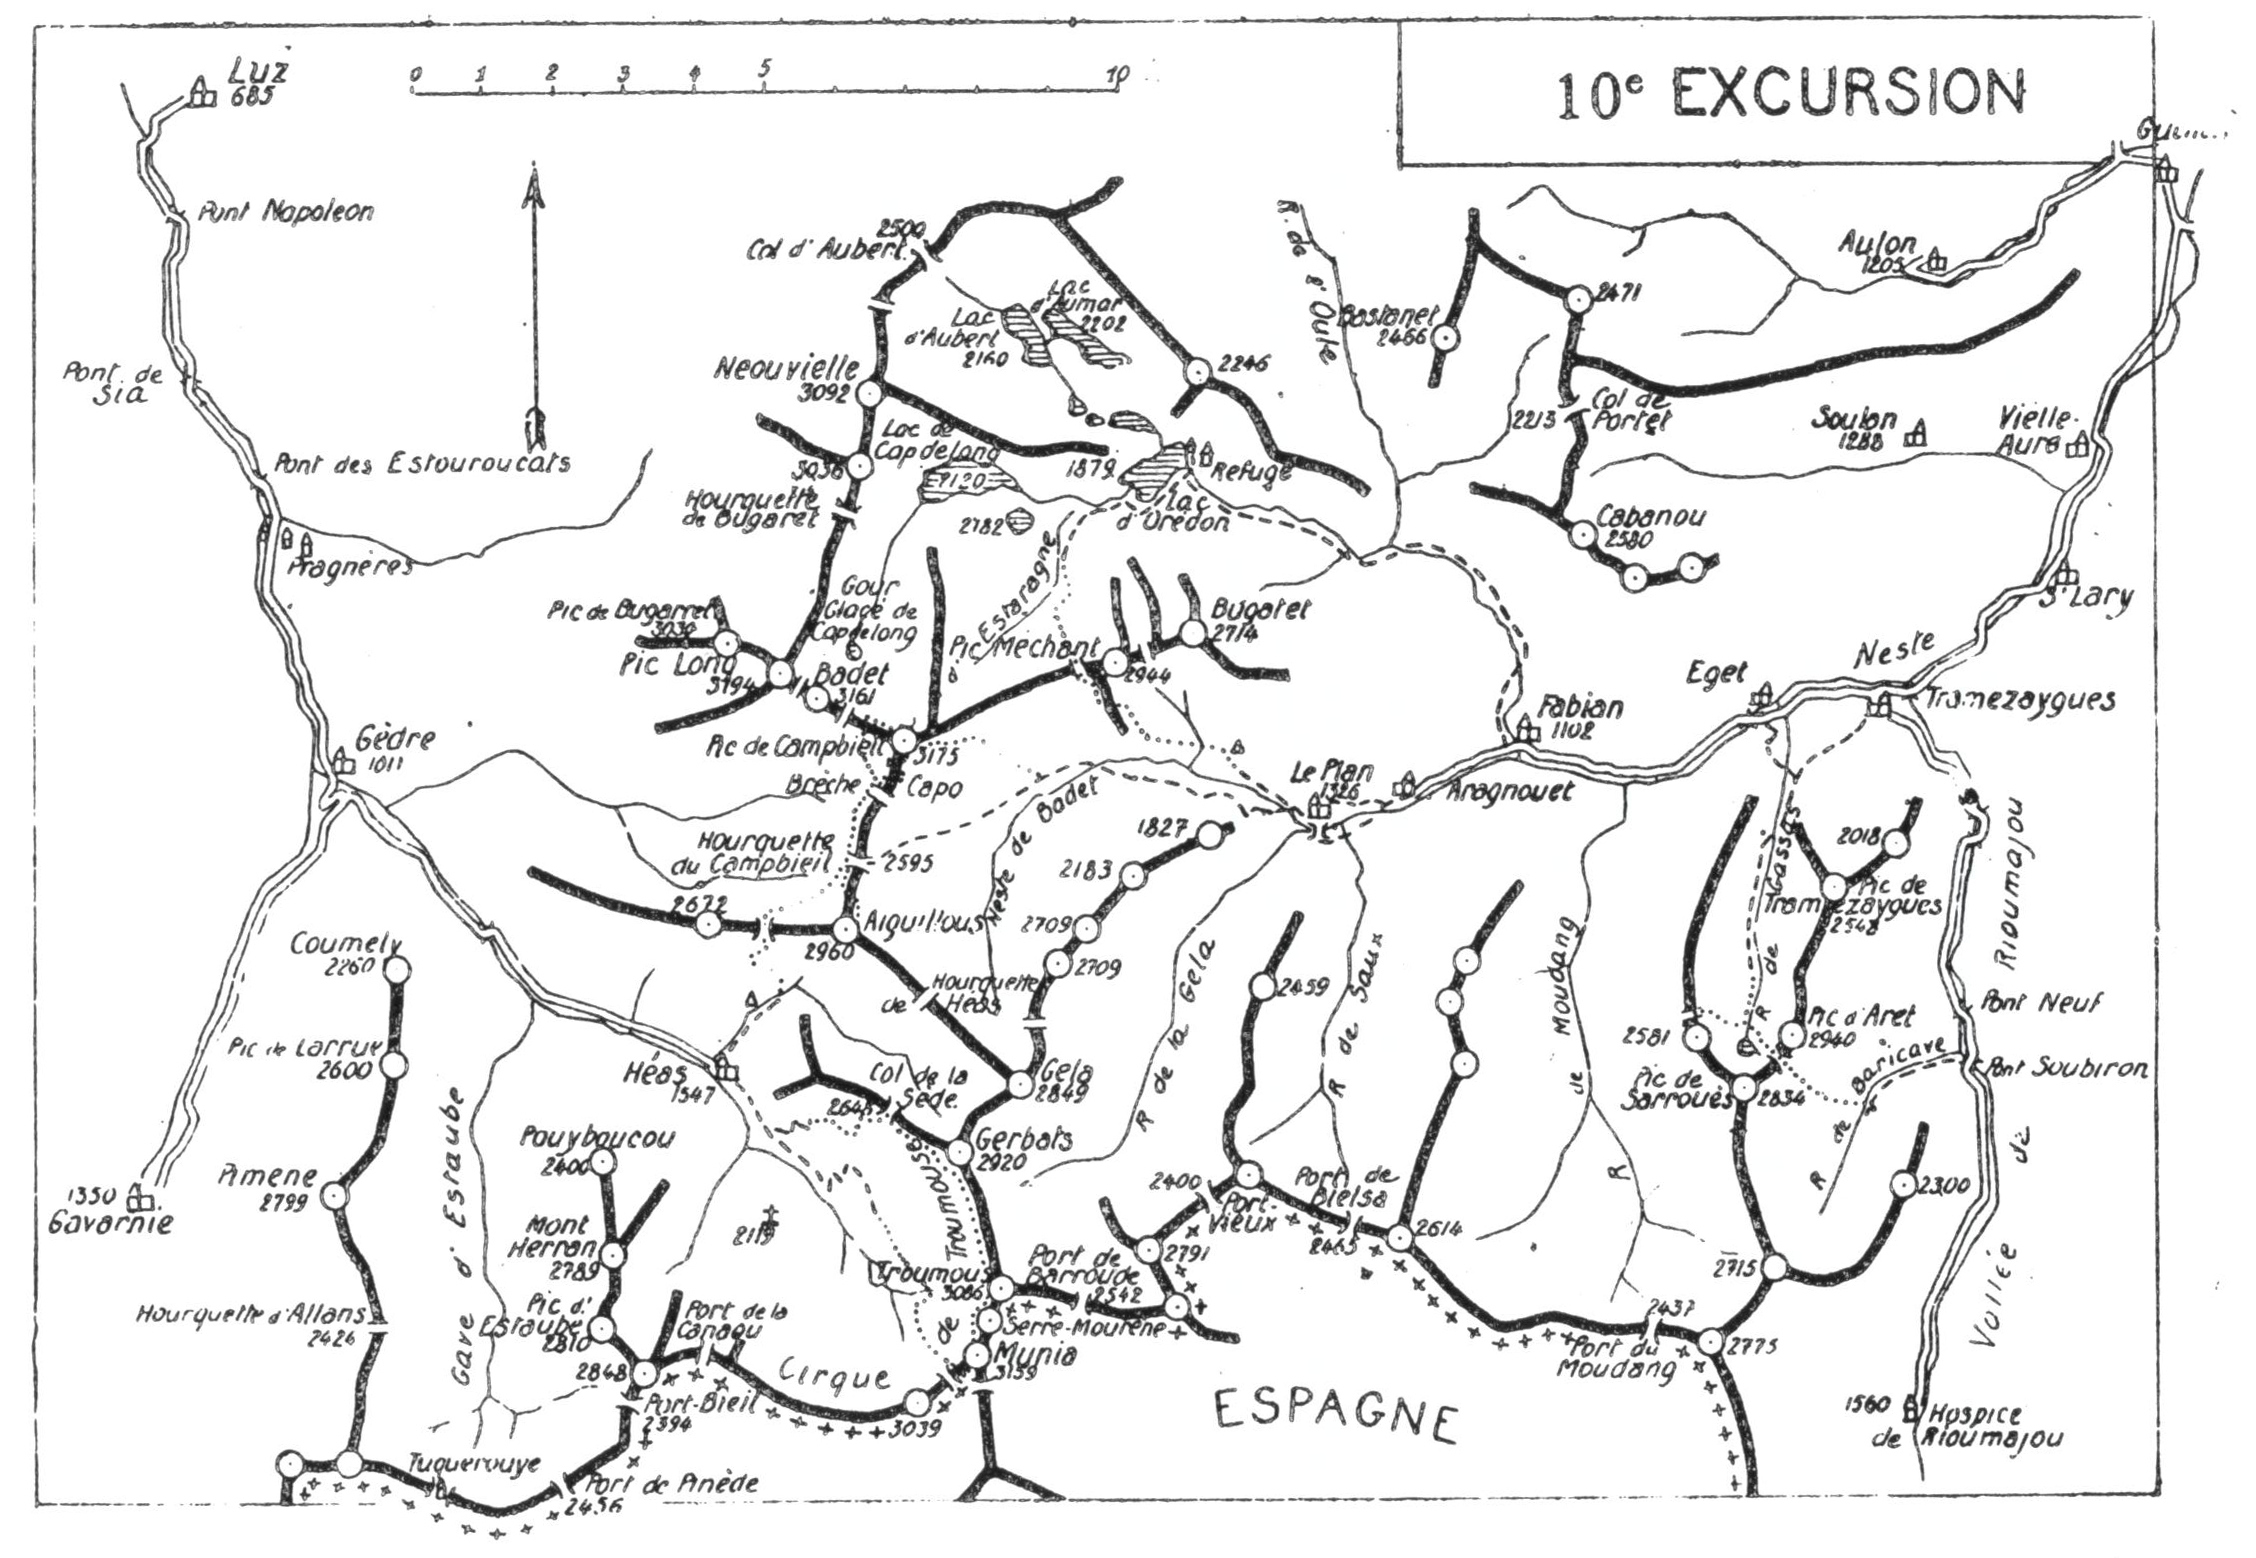 10e EXCURSION
0 1 2 3 4 5 10
LUZ
685
Pont Napoleon
Pont de
Sia
Pont des Estouroucats
Pragnères
Gèdre
1011
1350
Gavarnie
2500
Col d'Aubert
Lac
d'Aubert
2160
Lac
d'Aumar
2202
Neouvielle
3092
2246
R. de
d'Oule
Bastanet
2466
2471
Col de
Portet
2213
Aulon
1205
Soulon
1288
Vielle-
Aure
Lac de
Capdelong
2120
3036
1879
Refuge
Lac
d'Orédon
Hourquette
de Bugaret
2782
Cabanou
2580
St Lary
Estaragne
Pic de Bugarret
3030
Gour
Glacé de
Capdelong
Pic Long
3194
Badet
3161
Pic Mechant
2944
Bugatet
2714
Neste
Eget
Tramezaygues
Fabian
1102
Pic de Campbieil
3175
Brèche
Capo
Le Plan
1326
Aragnouet
Neste de Badet
Hourquette
du Campbieil
2595
1827
2183
2709
2709
2672
Aiguillous
2960
Hourquette
de Héas
Coumely
2260
Pic de Larrue
2600
Pimene
2799
Hourquette d'Allans
2424
Gave d'Estaube
Héas
1547
Col de la
Sede
Gela
2849
Gerbats
2920
R de la Gela
2459
R de Saux
Moudang
de
R
R
de
Gassas
2018
Pic de
Tramezaygues
2548
Pic d'Aret
2940
2581
Pic de
Sarrouès
2834
R
de
Baricave
Rioumajou
de
Vallée
Pont Neuf
Pont Soubiron
2300
Pouyboucou
2400
Mont
Herran
2789
2119
Pic d'
Estaube
2810
2848
Port de la
Canaou
Port-Bieil
2394
Cirque
de
Troumouse
Troumous
3086
Serre-Mourène
Munia
3159
3039
Port de
Barroude
2542
2791
2400
Port-
Vieux
Port de
Bielsa
2465
2614
2437
Port du
Moudang
2715
2775
ESPAGNE
1560
Hospice
de Rioumajou
Tuquerouye
Port de Pinède
2456